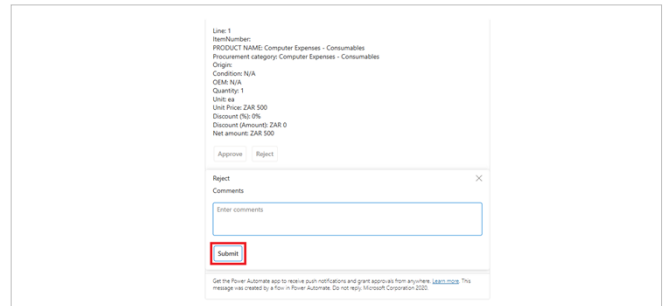 Line: 1
ItemNumber:
PRODUCT NAME: Computer Expenses - Consumables
Procurement category: Computer Expenses - Consumables
Origin:
Condition: N/A
OEM: N/A
Quantity: 1
Unit: ea
Unit Price: ZAR 500
Discount (%): 0%
Discount (Amount): ZAR 0
Net amount: ZAR 500
Approve Reject
Reject
Comments
Enter comments
Submit
Get the Power Automate app to receive push notifications and grant approvals from anywhere. Learn more. This
message was created by a flow in Power Automate. Do not reply. Microsoft Corporation 2020.